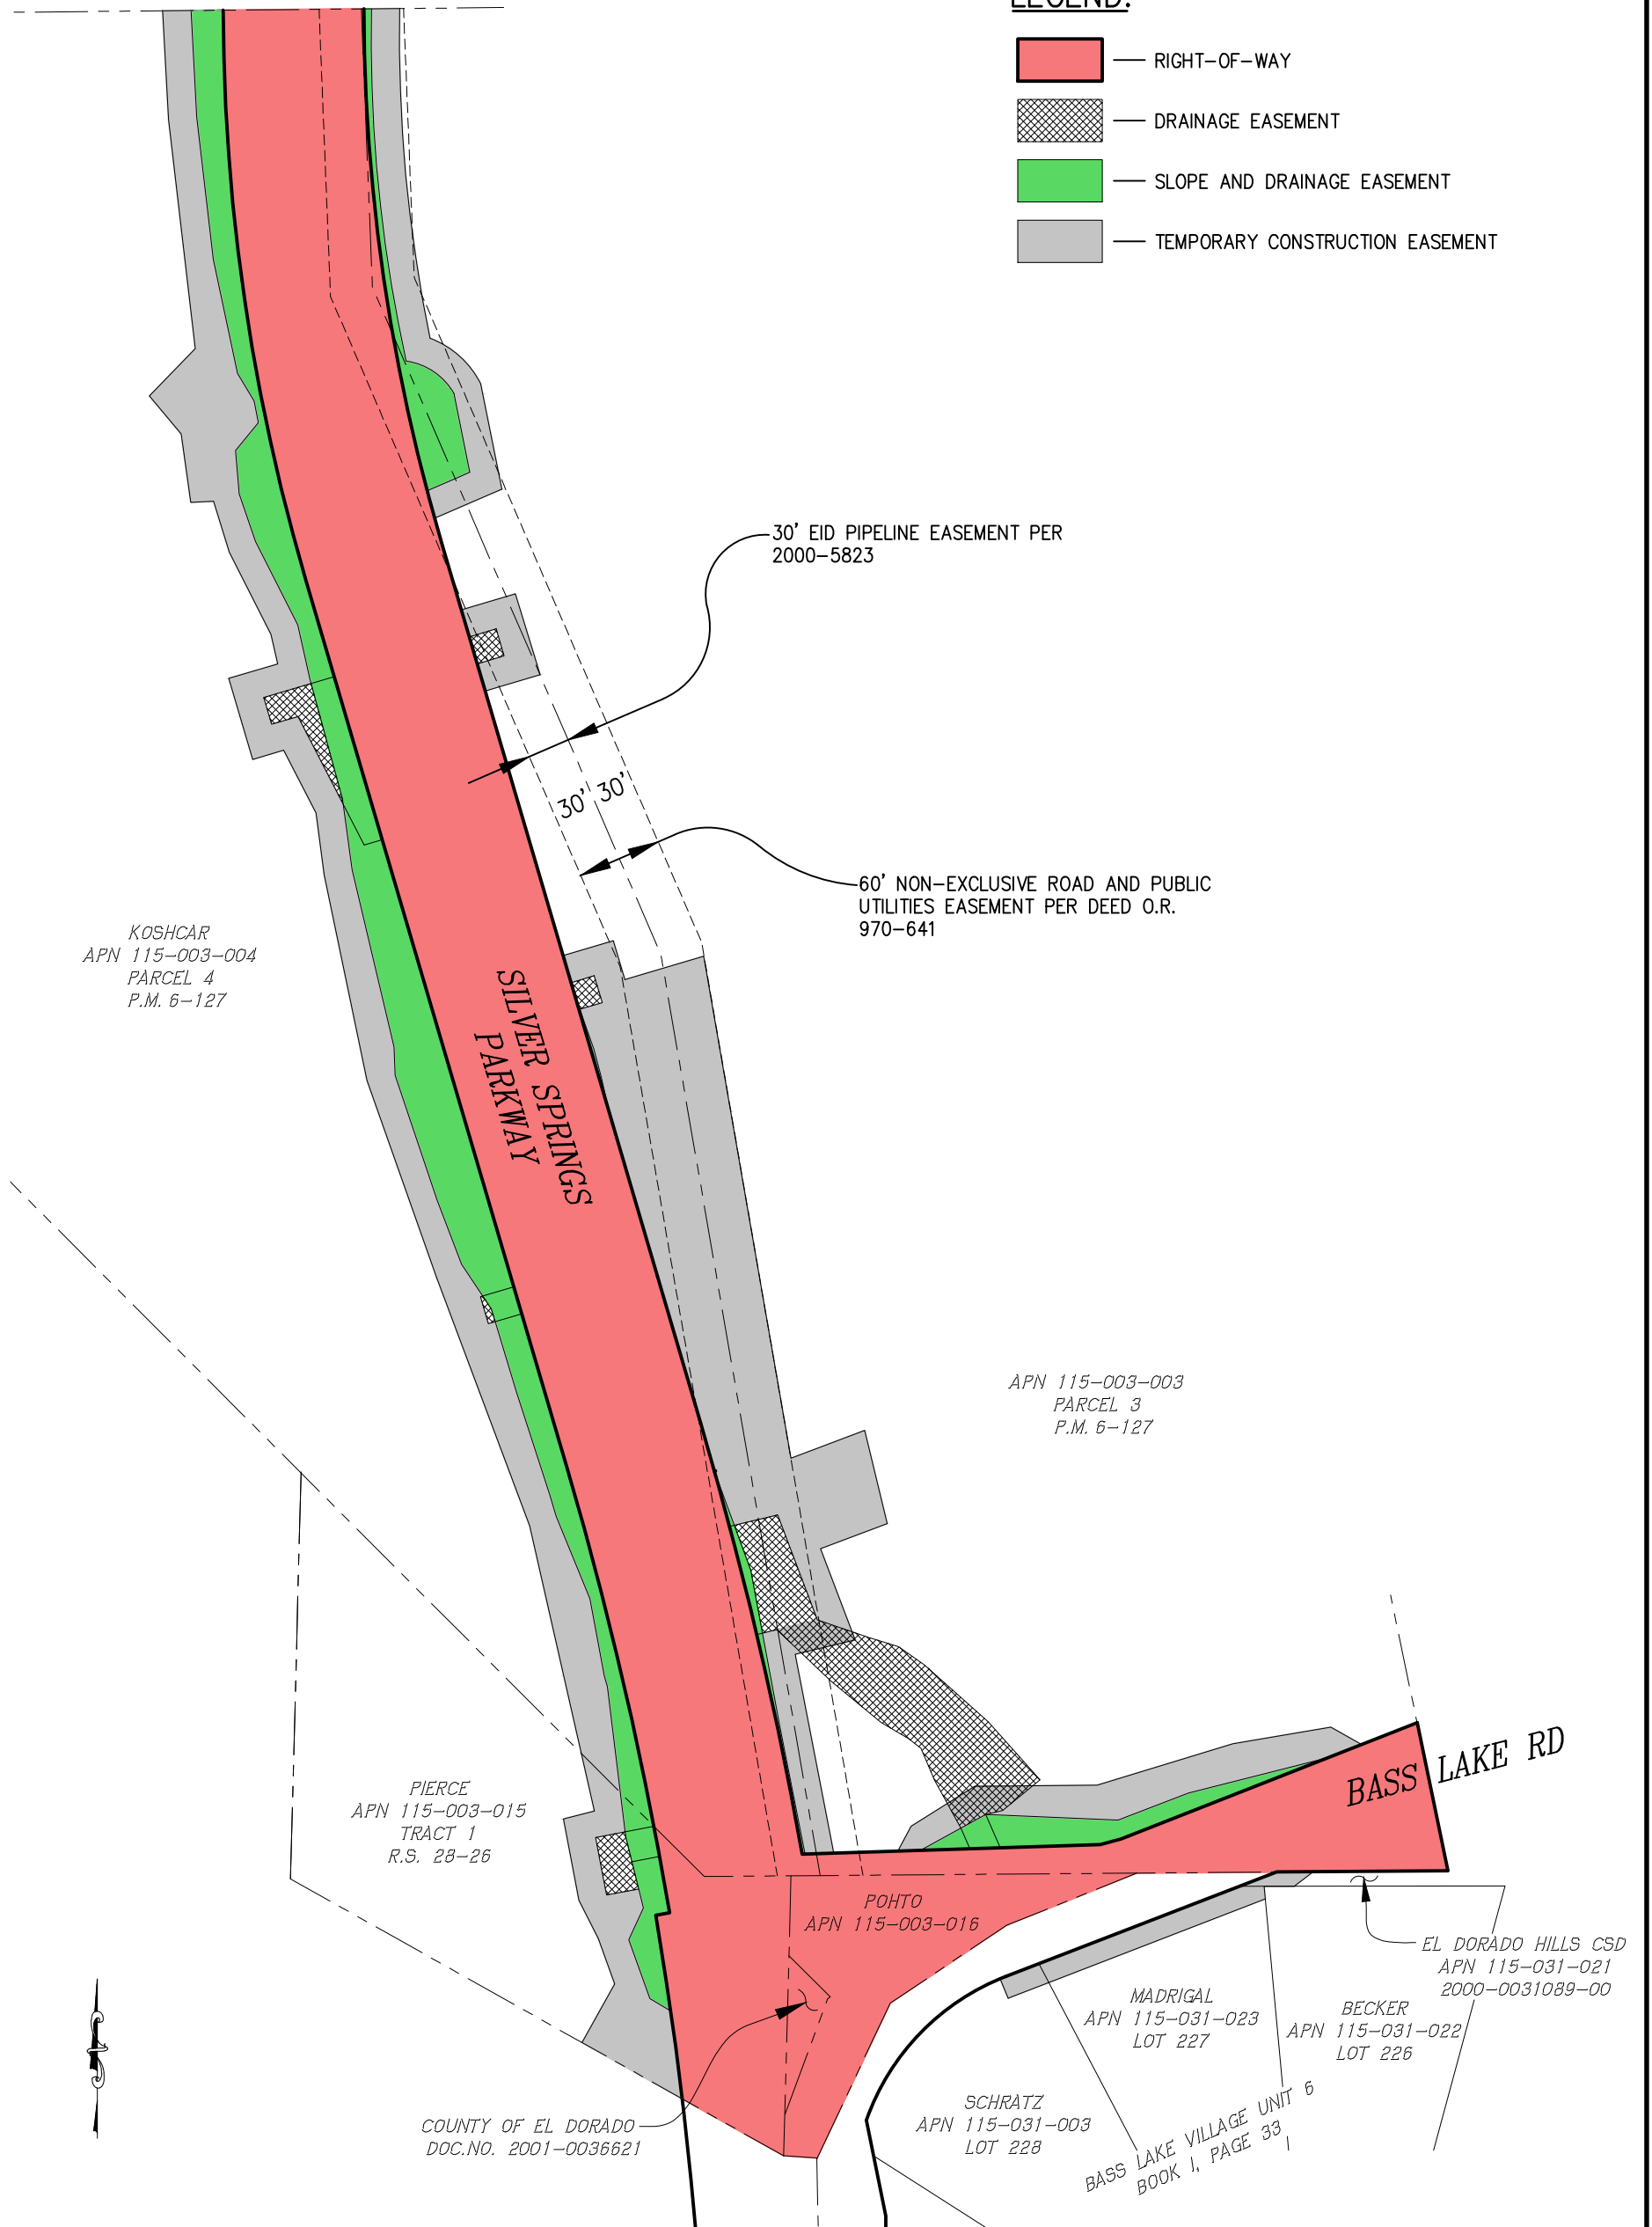 LEGEND:
RIGHT-OF-WAY
DRAINAGE EASEMENT
SLOPE AND DRAINAGE EASEMENT
TEMPORARY CONSTRUCTION EASEMENT
30' EID PIPELINE EASEMENT PER
2000-5823
30' 30'
60' NON-EXCLUSIVE ROAD AND PUBLIC
UTILITIES EASEMENT PER DEED O.R.
970-641
KOSHCAR
APN 115-003-004
PARCEL 4
P.M. 6-127
SILVER SPRINGS
PARKWAY
APN 115-003-003
PARCEL 3
P.M. 6-127
BASS LAKE RD
PIERCE
APN 115-003-015
TRACT 1
R.S. 28-26
POHTO
APN 115-003-016
EL DORADO HILLS CSD
APN 115-031-021
2000-0031089-00
MADRIGAL
APN 115-031-023
LOT 227
BECKER
APN 115-031-022
LOT 226
SCHRATZ
APN 115-031-003
LOT 228
BASS LAKE VILLAGE UNIT 6
BOOK I, PAGE 33
COUNTY OF EL DORADO
DOC.NO. 2001-0036621